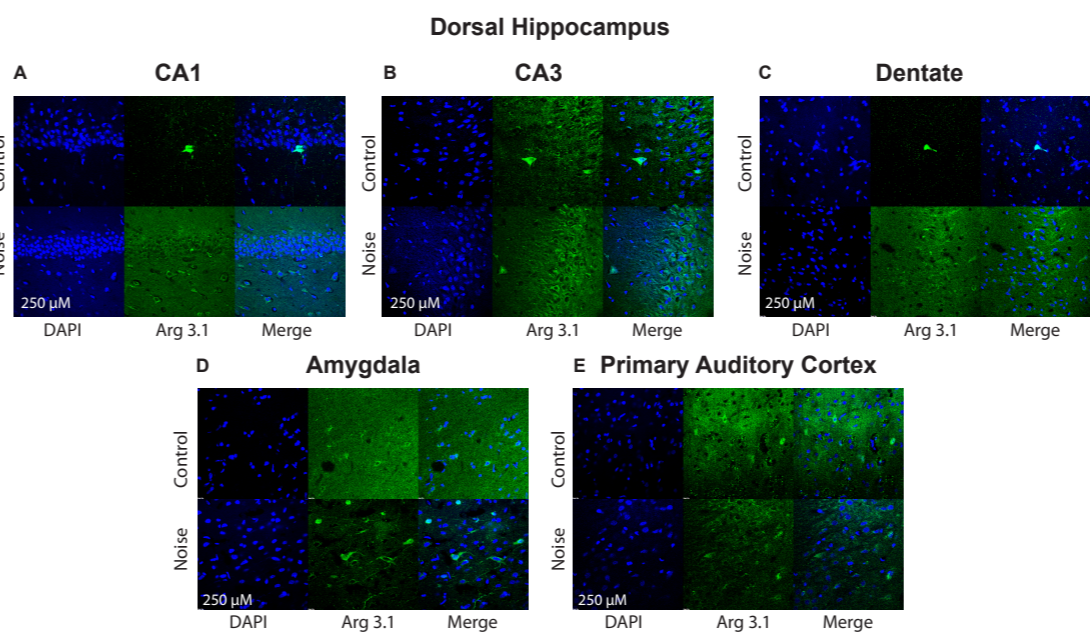 Dorsal Hippocampus
A CA1
B CA3
C Dentate
Control
Noise
250 µM
DAPI Arg 3.1 Merge
Control
Noise
250 µM
DAPI Arg 3.1 Merge
Control
Noise
250 µM
DAPI Arg 3.1 Merge
D Amygdala
E Primary Auditory Cortex
Control
Noise
250 µM
DAPI Arg 3.1 Merge
Control
Noise
250 µM
DAPI Arg 3.1 Merge